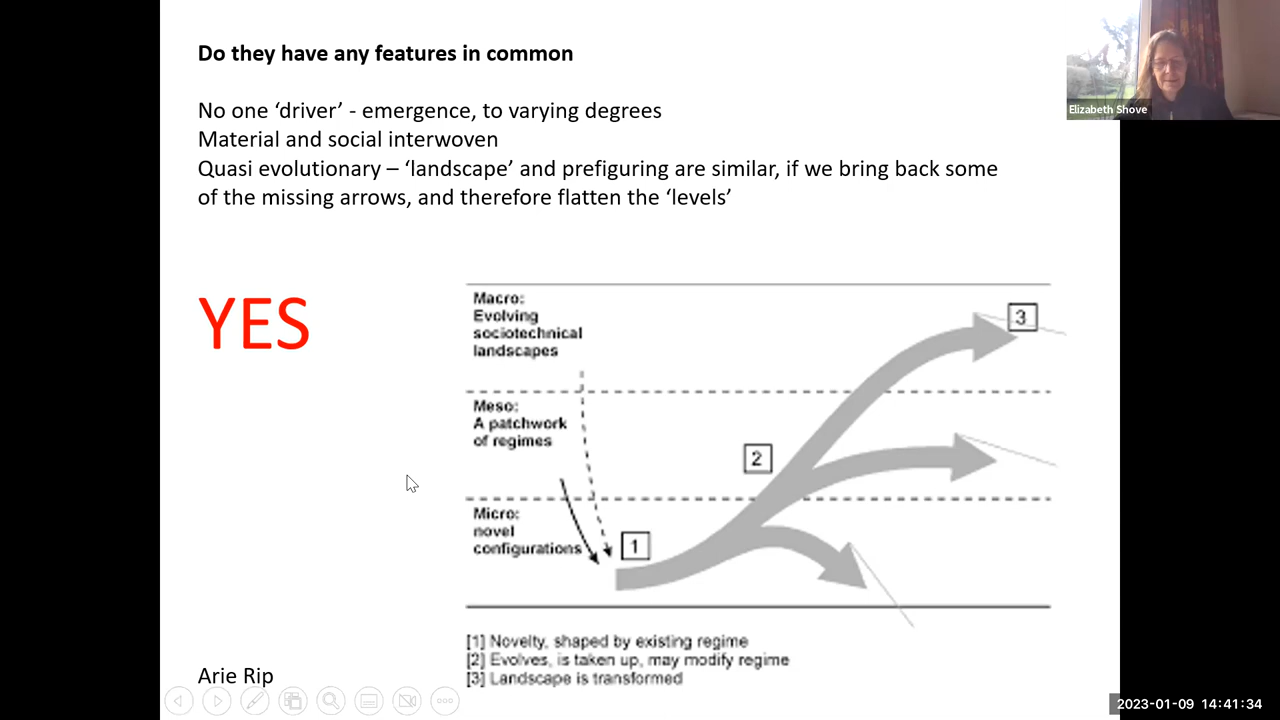 Do they have any features in common
No one ‘driver’ - emergence, to varying degrees
Material and social interwoven
Quasi evolutionary – ‘landscape’ and prefiguring are similar, if we bring back some
of the missing arrows, and therefore flatten the ‘levels’
Elizabeth Shove
YES
Macro:
Evolving
sociotechnical
landscapes
3
Meso:
A patchwork
of regimes
2
Micro:
novel
configurations
1
[1] Novelty, shaped by existing regime
[2] Evolves, is taken up, may modify regime
[3] Landscape is transformed
Arie Rip
2023-01-09 14:41:34